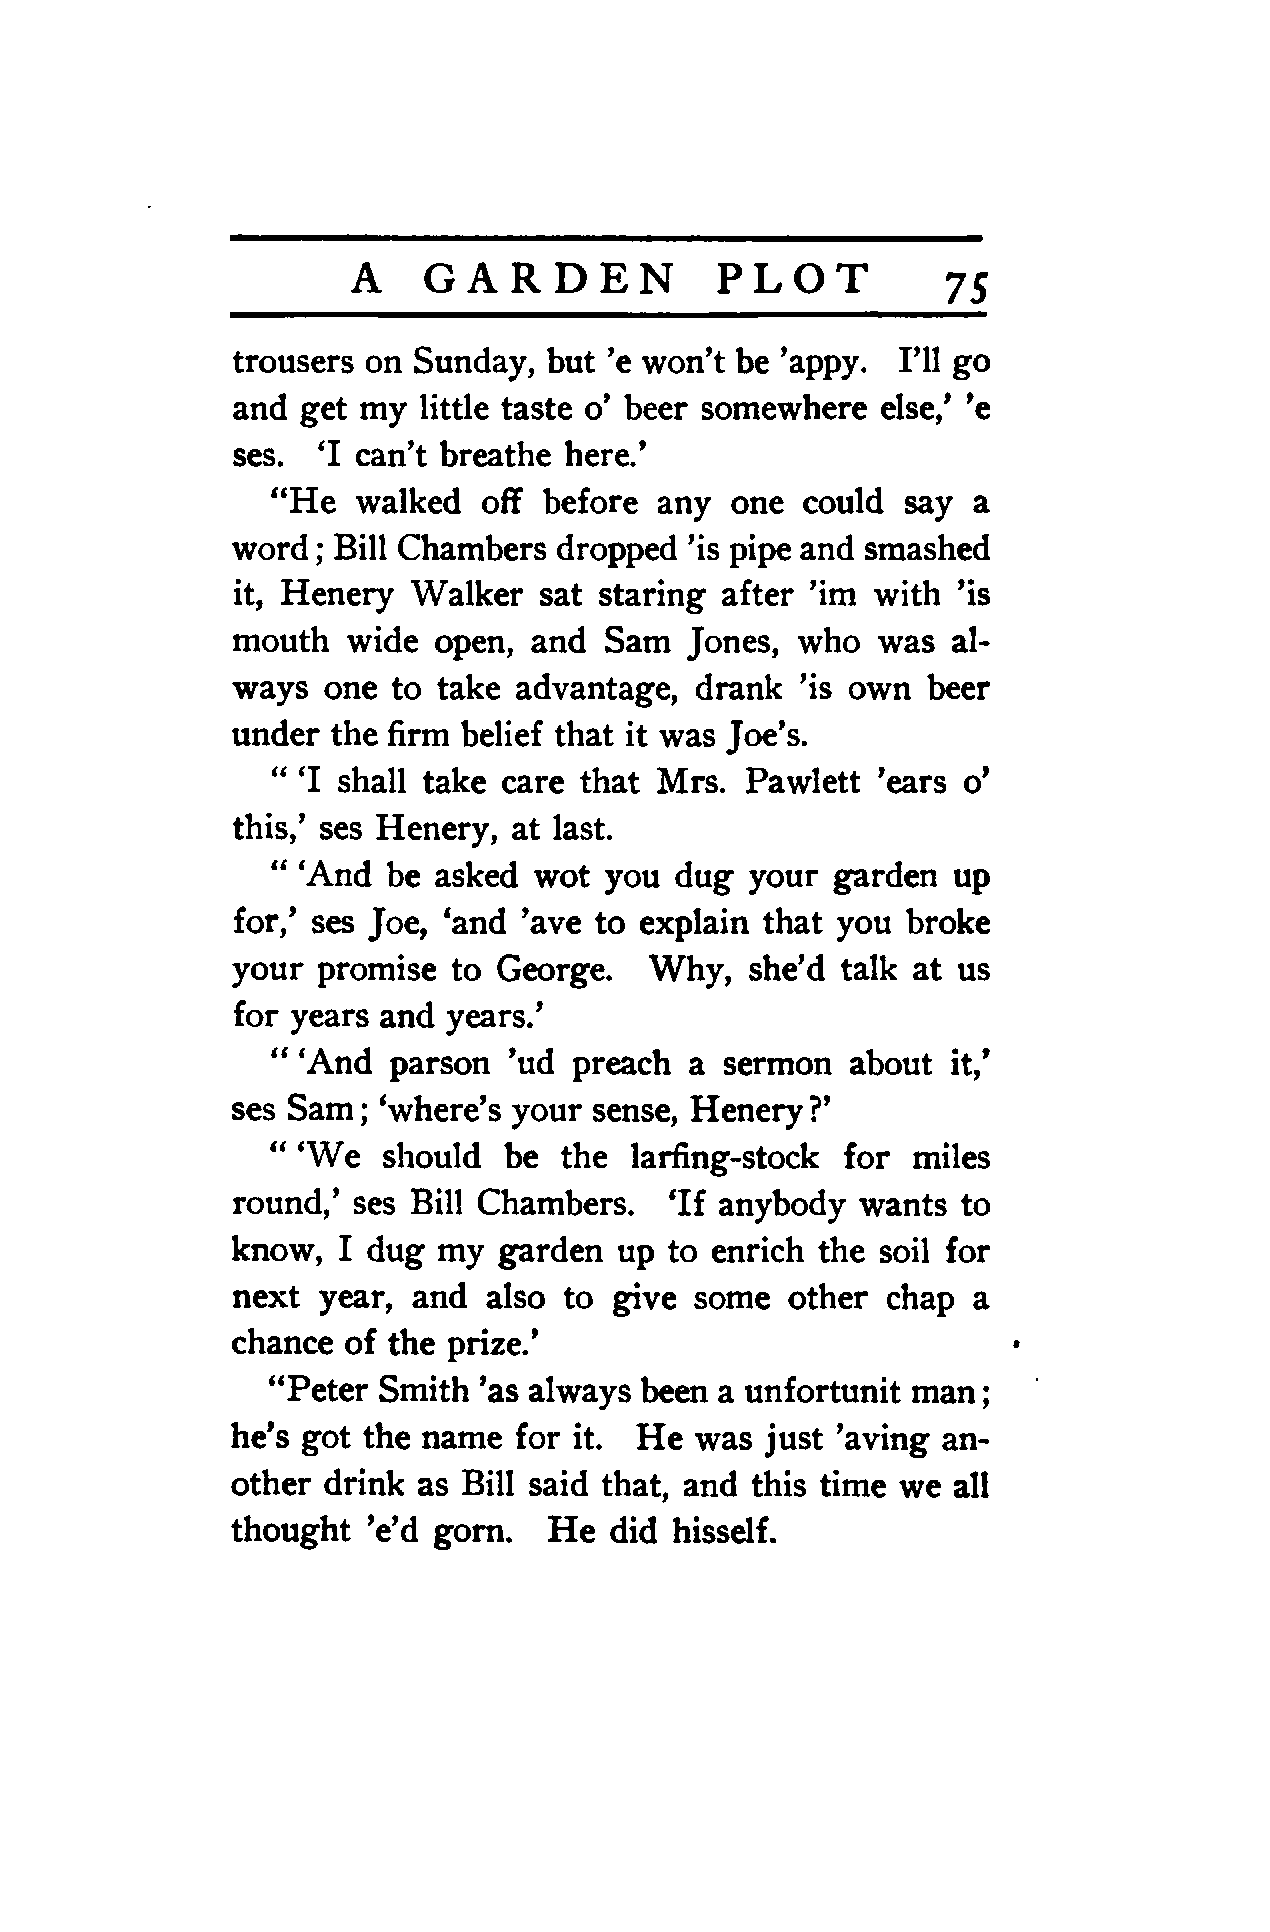 A GARDEN PLOT 75
trousers on Sunday, but ’e won’t be ’appy. I’ll go
and get my little taste o’ beer somewhere else,’ ’e
ses. ‘I can’t breathe here.’
“He walked off before any one could say a
word; Bill Chambers dropped ’is pipe and smashed
it, Henery Walker sat staring after ’im with ’is
mouth wide open, and Sam Jones, who was al-
ways one to take advantage, drank ’is own beer
under the firm belief that it was Joe’s.
“ ‘I shall take care that Mrs. Pawlett ’ears o’
this,’ ses Henery, at last.
“ ‘And be asked wot you dug your garden up
for,’ ses Joe, ‘and ’ave to explain that you broke
your promise to George. Why, she’d talk at us
for years and years.’
“ ‘And parson ’ud preach a sermon about it,’
ses Sam; ‘where’s your sense, Henery?’
“ ‘We should be the larfing-stock for miles
round,’ ses Bill Chambers. ‘If anybody wants to
know, I dug my garden up to enrich the soil for
next year, and also to give some other chap a
chance of the prize.’
“Peter Smith ’as always been a unfortunit man;
he’s got the name for it. He was just ’aving an-
other drink as Bill said that, and this time we all
thought ’e’d gorn. He did hisself.